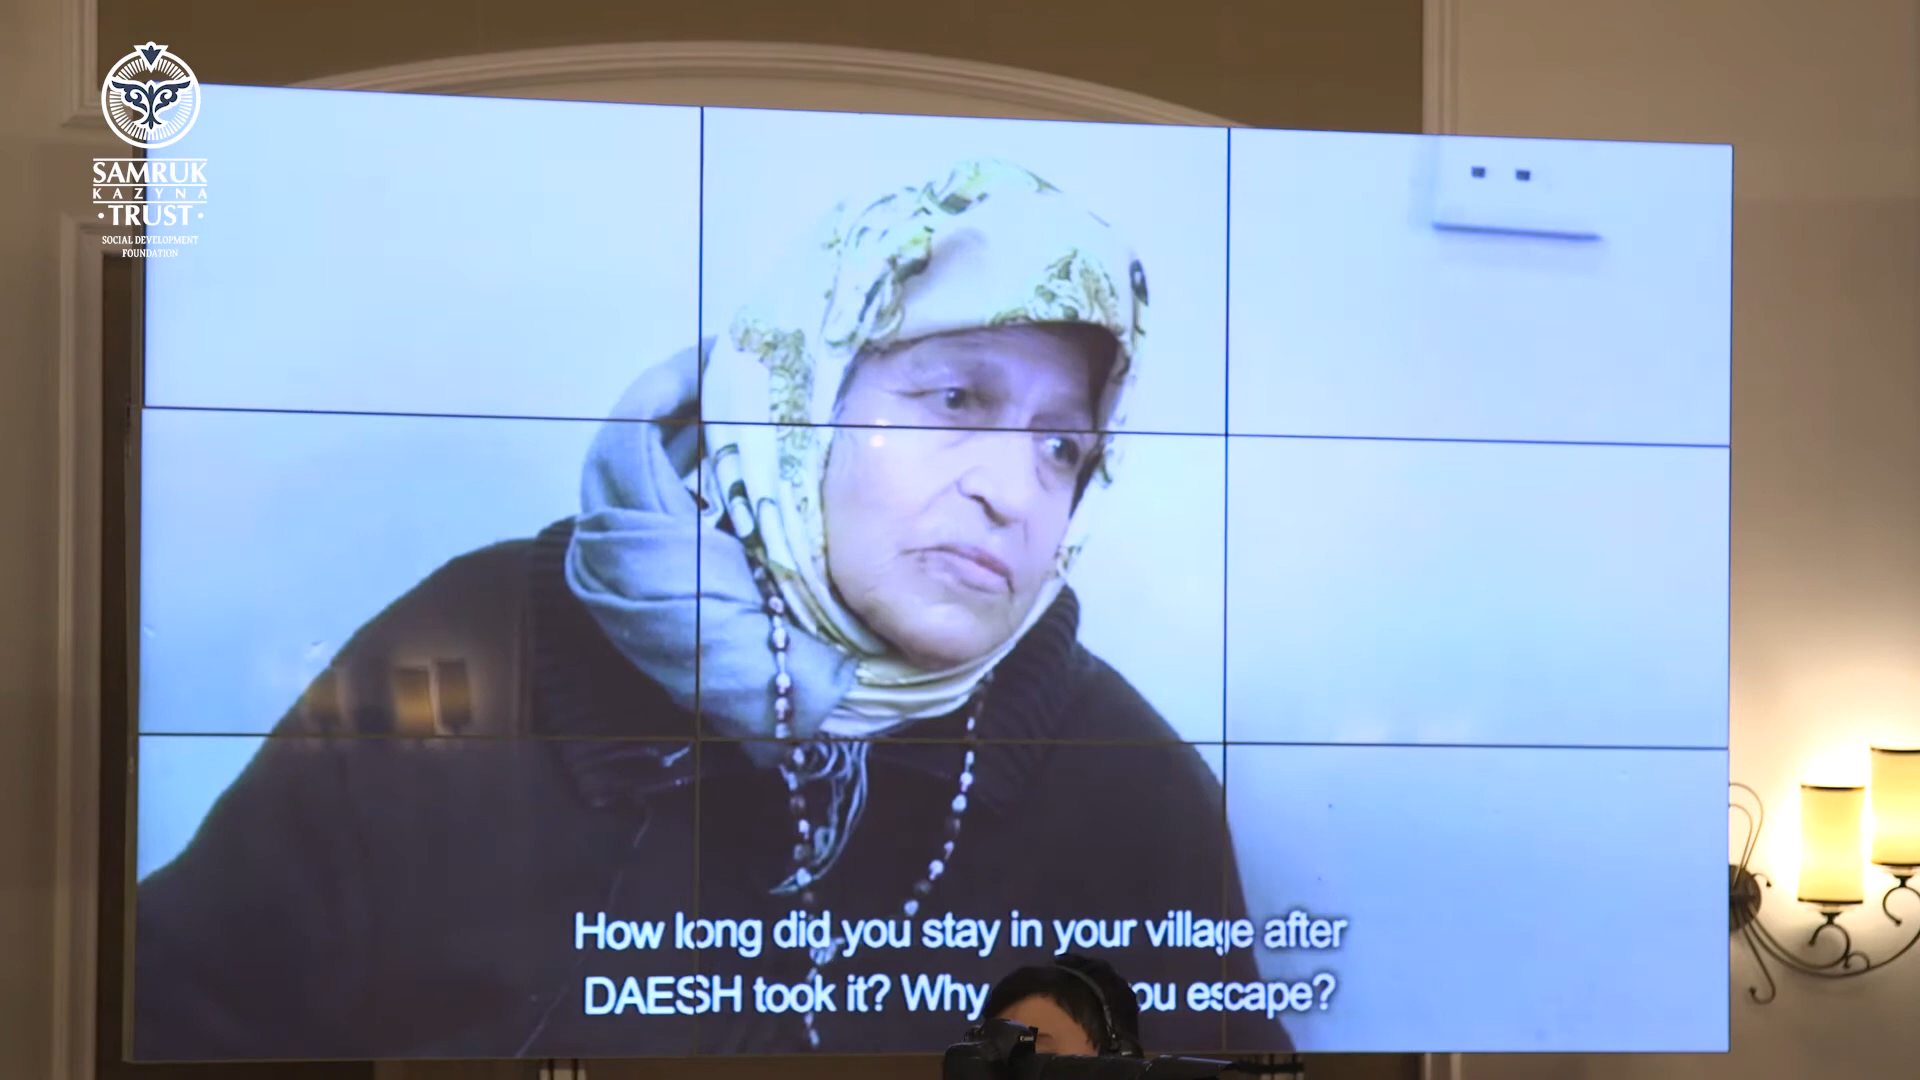 SAMRUK
KAZYNA
•TRUST•
SOCIAL DEVELOPMENT
FOUNDATION
How long did you stay in your village after
DAESH took it? Why ou escape?
Canon